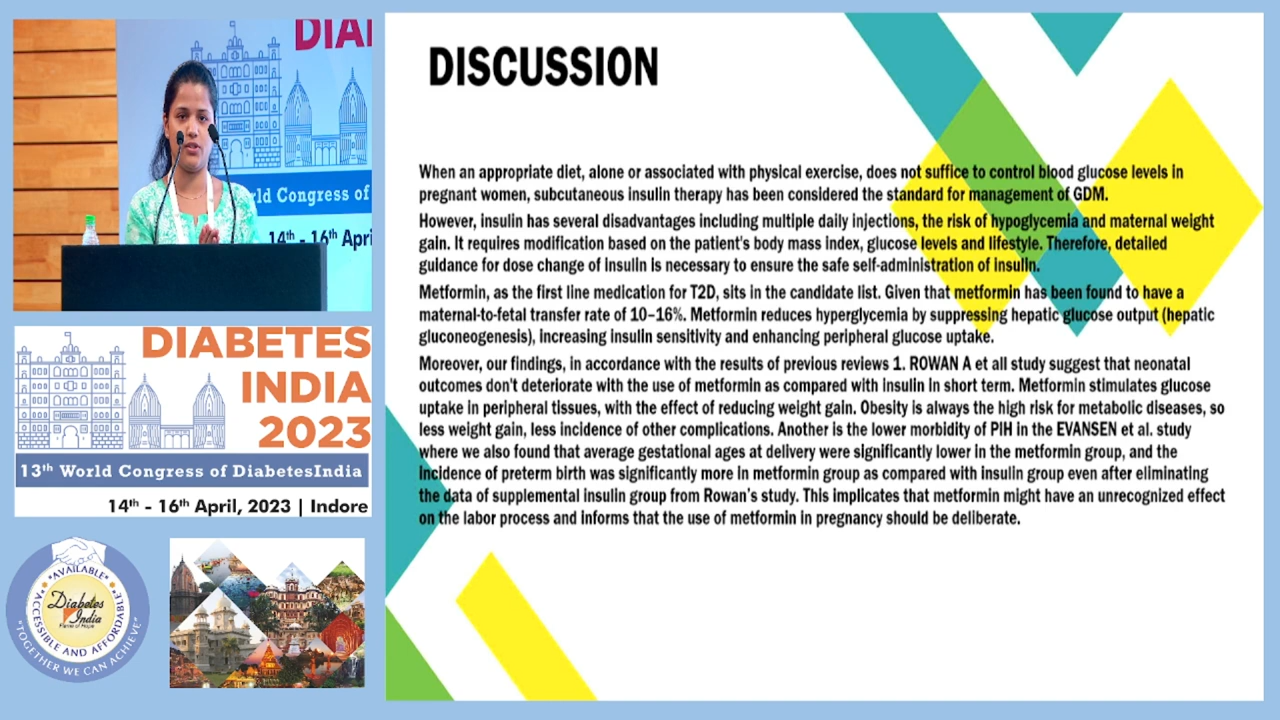 DIA
rld Congress of
14th - 16th Apri
DIABETES
INDIA
2023
13th World Congress of DiabetesIndia
14th - 16th April, 2023 | Indore
*AVAILABLE*
*ACCESSIBLE AND AFFORDABLE*
Diabetes
India
Flame of Hope
"TOGETHER WE CAN ACHIEVE"
DISCUSSION
When an appropriate diet, alone or associated with physical exercise, does not suffice to control blood glucose levels in
pregnant women, subcutaneous insulin therapy has been considered the standard for management of GDM.
However, insulin has several disadvantages including multiple daily injections, the risk of hypoglycemia and maternal weight
gain. It requires modification based on the patient's body mass index, glucose levels and lifestyle. Therefore, detailed
guidance for dose change of insulin is necessary to ensure the safe self-administration of insulin.
Metformin, as the first line medication for T2D, sits in the candidate list. Given that metformin has been found to have a
maternal-to-fetal transfer rate of 10–16%. Metformin reduces hyperglycemia by suppressing hepatic glucose output (hepatic
gluconeogenesis), increasing insulin sensitivity and enhancing peripheral glucose uptake.
Moreover, our findings, in accordance with the results of previous reviews 1. ROWAN A et all study suggest that neonatal
outcomes don't deteriorate with the use of metformin as compared with insulin in short term. Metformin stimulates glucose
uptake in peripheral tissues, with the effect of reducing weight gain. Obesity is always the high risk for metabolic diseases, so
less weight gain, less incidence of other complications. Another is the lower morbidity of PIH in the EVANSEN et al. study
where we also found that average gestational ages at delivery were significantly lower in the metformin group, and the
incidence of preterm birth was significantly more in metformin group as compared with insulin group even after eliminating
the data of supplemental insulin group from Rowan's study. This implicates that metformin might have an unrecognized effect
on the labor process and informs that the use of metformin in pregnancy should be deliberate.